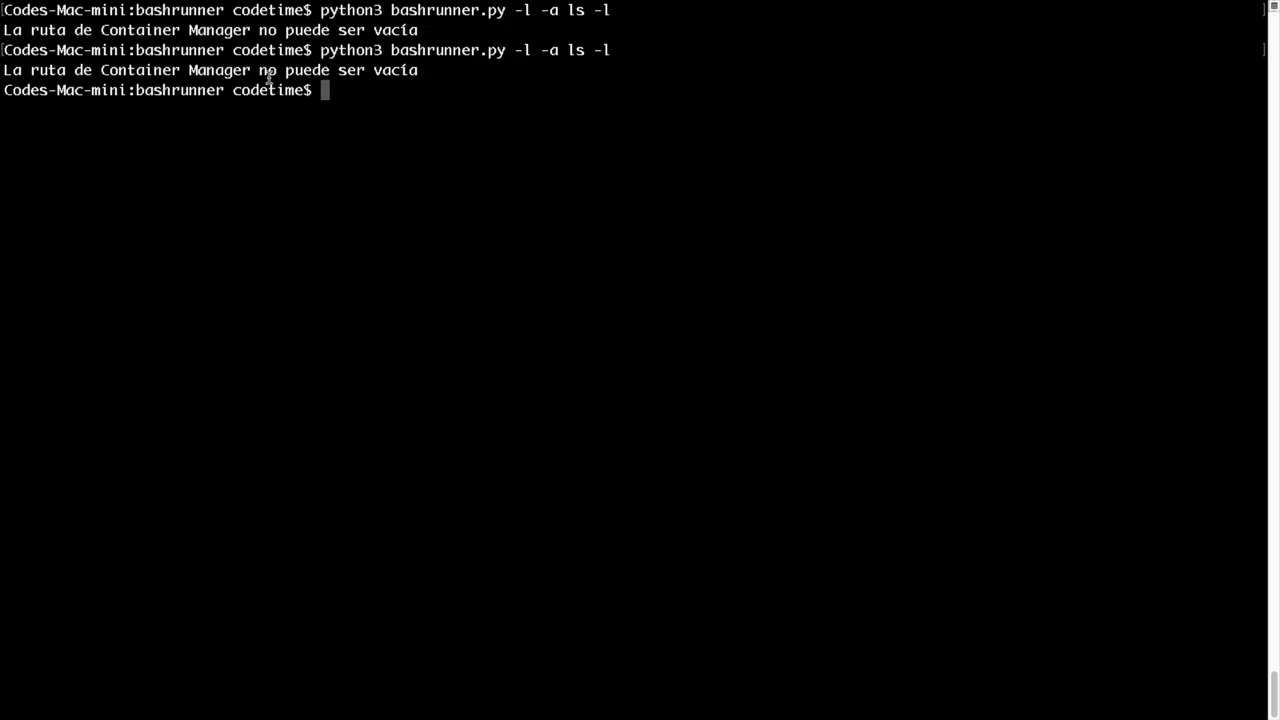 [Codes-Mac-mini:bashrunner codetime$ python3 bashrunner.py -l -a ls -l ]
La ruta de Container Manager no puede ser vacía
[Codes-Mac-mini:bashrunner codetime$ python3 bashrunner.py -l -a ls -l ]
La ruta de Container Manager no puede ser vacía
Codes-Mac-mini:bashrunner codetime$